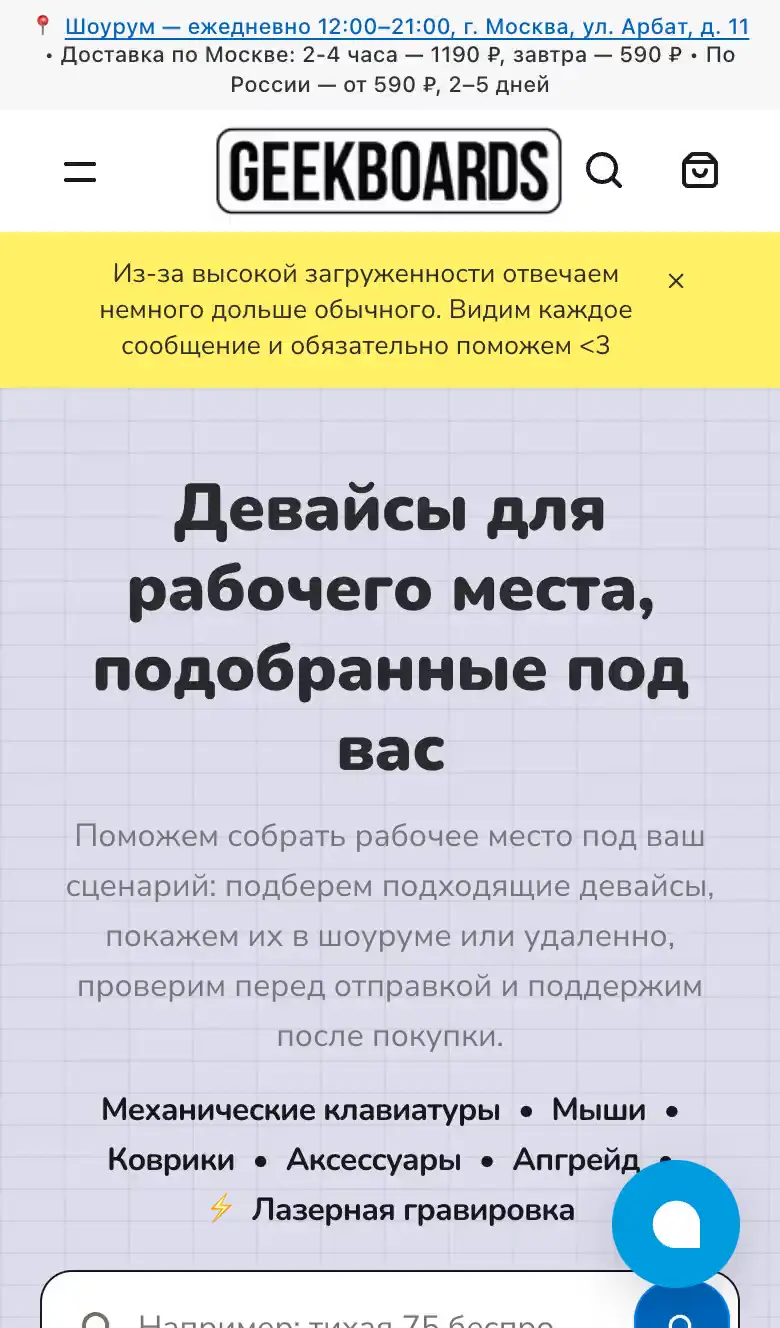 Шоурум — ежедневно 12:00–21:00, г. Москва, ул. Арбат, д. 11
• Доставка по Москве: 2-4 часа — 1190 ₽, завтра — 590 ₽ • По
России — от 590 ₽, 2–5 дней
GEEKBOARDS
Из-за высокой загруженности отвечаем
немного дольше обычного. Видим каждое
сообщение и обязательно поможем <3
Девайсы для
рабочего места,
подобранные под
вас
Поможем собрать рабочее место под ваш
сценарий: подберем подходящие девайсы,
покажем их в шоуруме или удаленно,
проверим перед отправкой и поддержим
после покупки.
Механические клавиатуры • Мыши •
Коврики • Аксессуары • Апгрейд •
⚡ Лазерная гравировка
Например: тихая 75 беспро